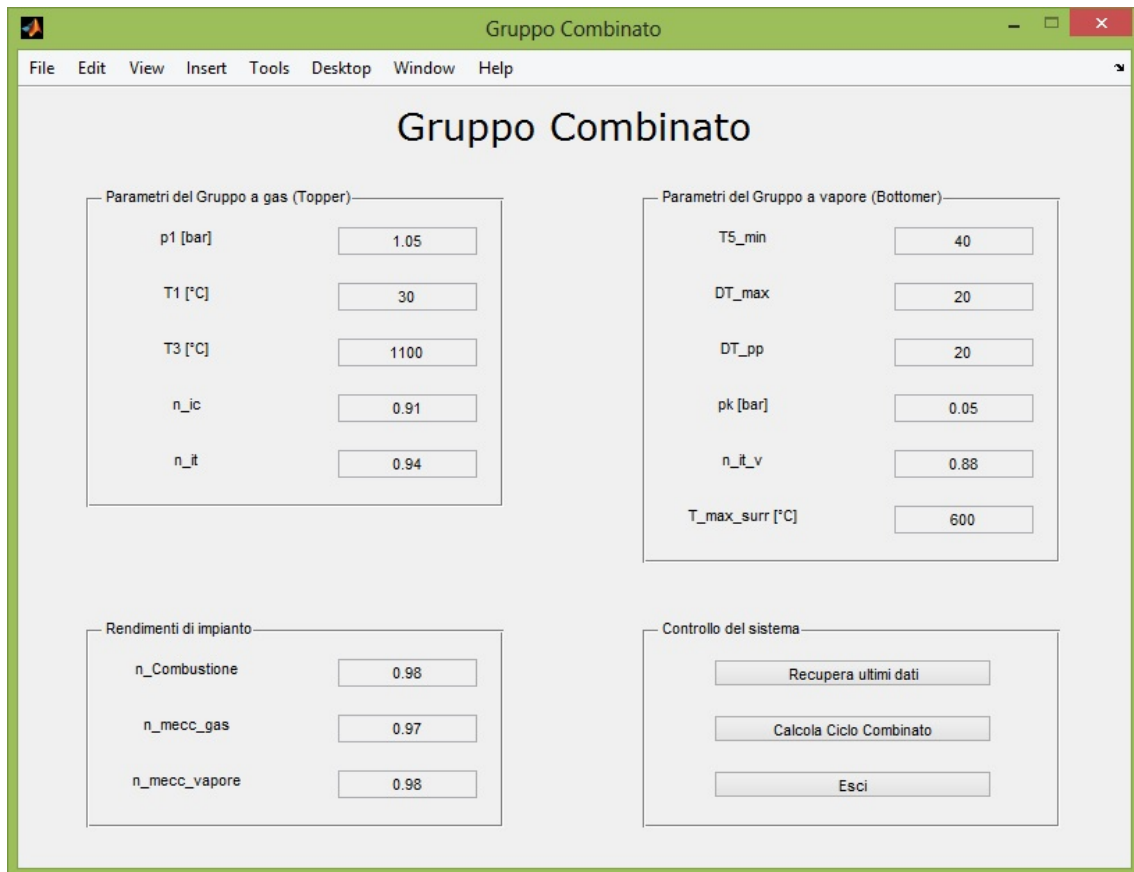 Gruppo Combinato
File Edit View Insert Tools Desktop Window Help
Gruppo Combinato
Parametri del Gruppo a gas (Topper)
p1 [bar] 1.05
T1 [°C] 30
T3 [°C] 1100
n_ic 0.91
n_it 0.94
Parametri del Gruppo a vapore (Bottomer)
T5_min 40
DT_max 20
DT_pp 20
pk [bar] 0.05
n_it_v 0.88
T_max_surr [°C] 600
Rendimenti di impianto
n_Combustione 0.98
n_mecc_gas 0.97
n_mecc_vapore 0.98
Controllo del sistema
Recupera ultimi dati
Calcola Ciclo Combinato
Esci